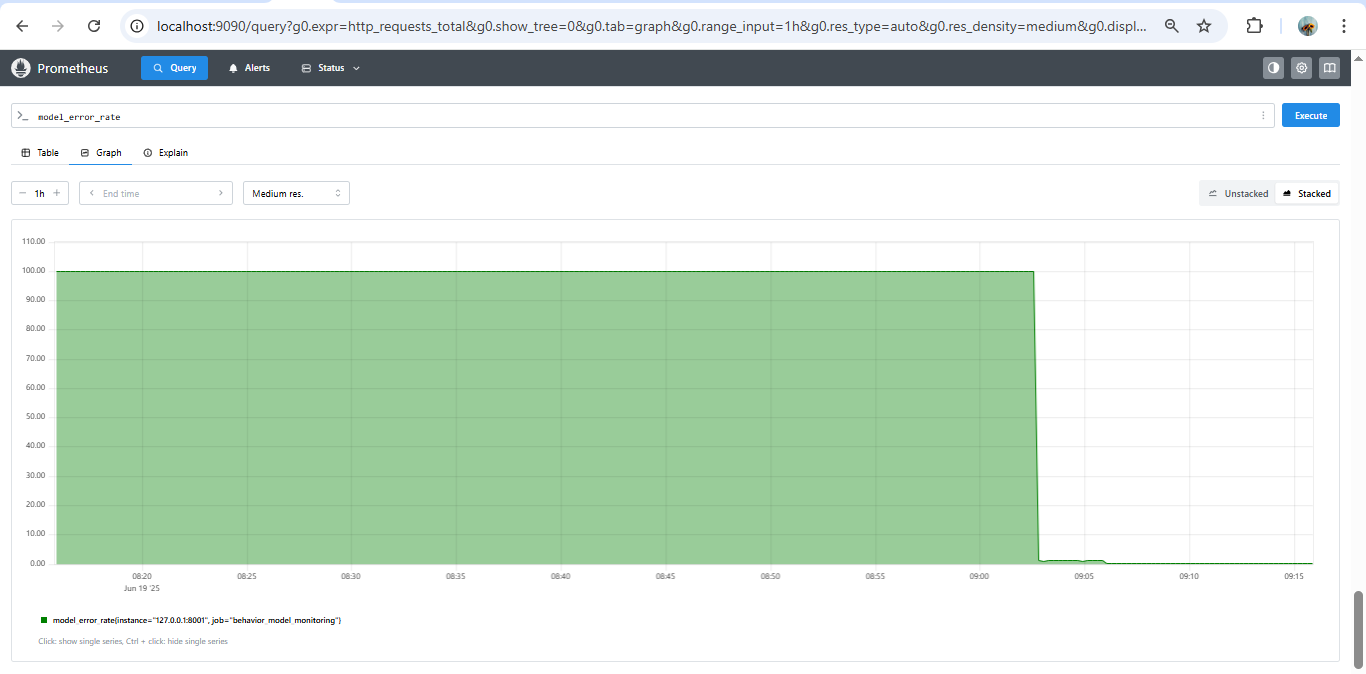 localhost:9090/query?g0.expr=http_requests_total&g0.show_tree=0&g0.tab=graph&g0.range_input=1h&g0.res_type=auto&g0.res_density=medium&g0.displ...
Prometheus Query Alerts Status
>_ model_error_rate Execute
Table Graph Explain
− 1h + < End time > Medium res. Unstacked Stacked
110.00
100.00
90.00
80.00
70.00
60.00
50.00
40.00
30.00
20.00
10.00
0.00
08:20 08:25 08:30 08:35 08:40 08:45 08:50 08:55 09:00 09:05 09:10 09:15
Jun 19 '25
model_error_rate{instance="127.0.0.1:8001", job="behavior_model_monitoring"}
Click: show single series, Ctrl + click: hide single series